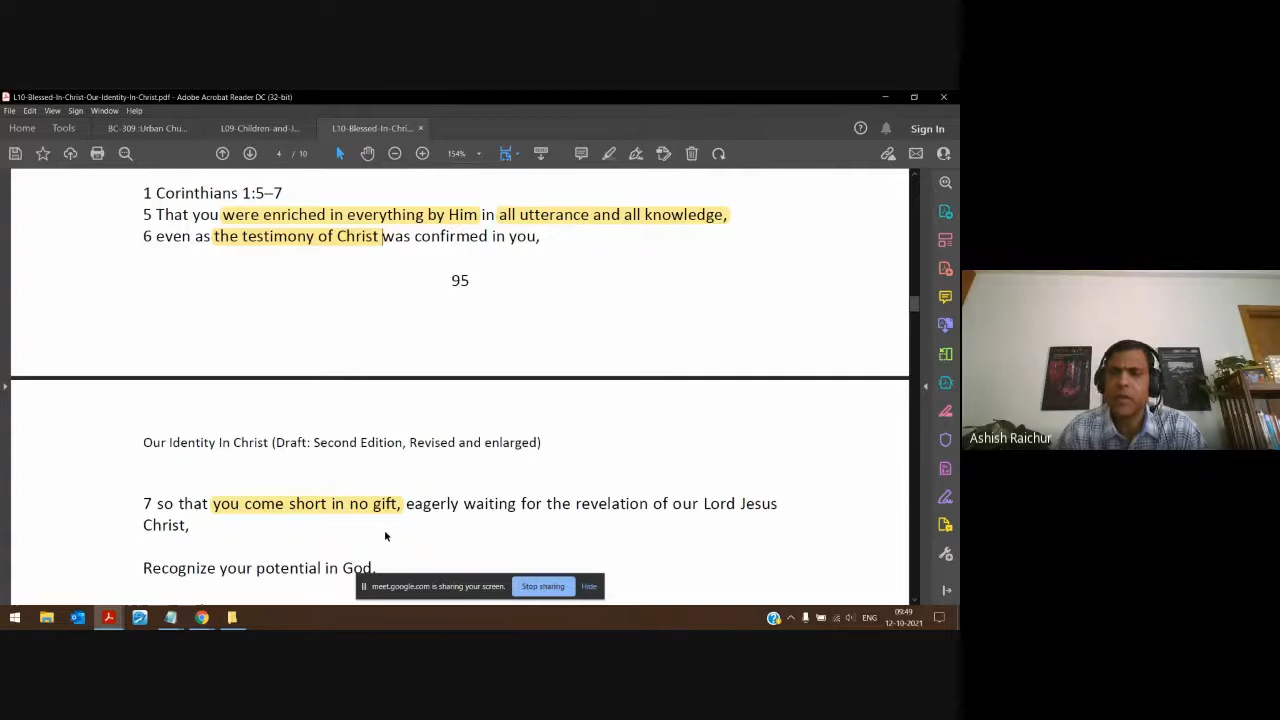 L10-Blessed-In-Christ-Our-Identity-In-Christ.pdf - Adobe Acrobat Reader DC (32-bit)
File Edit View Sign Window Help
Home Tools BC-309 :Urban Chu... L09-Children-and-J... L10-Blessed-In-Chri... × Sign In
4 / 10 154%
1 Corinthians 1:5–7
5 That you were enriched in everything by Him in all utterance and all knowledge,
6 even as the testimony of Christ was confirmed in you,
95
Our Identity In Christ (Draft: Second Edition, Revised and enlarged)
7 so that you come short in no gift, eagerly waiting for the revelation of our Lord Jesus
Christ,
Recognize your potential in God.
meet.google.com is sharing your screen. Stop sharing Hide
Ashish Raichur
ENG
09:49
12-10-2021